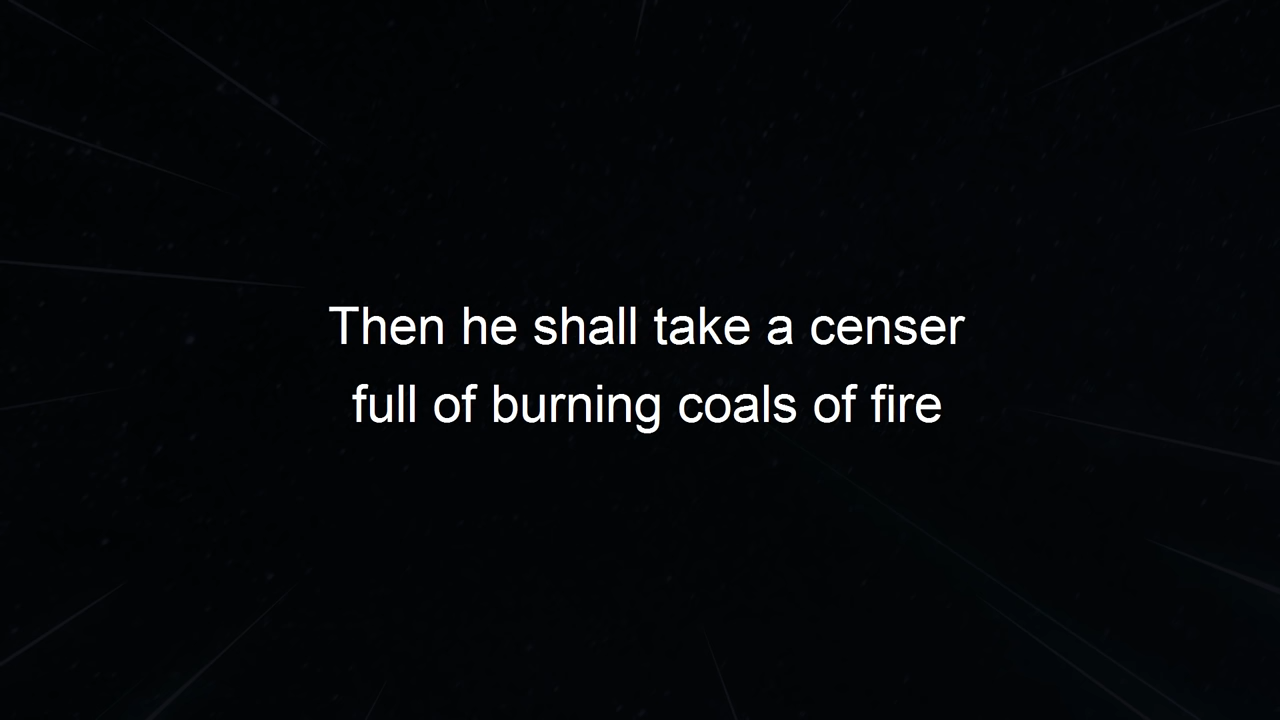 Then he shall take a censer
full of burning coals of fire